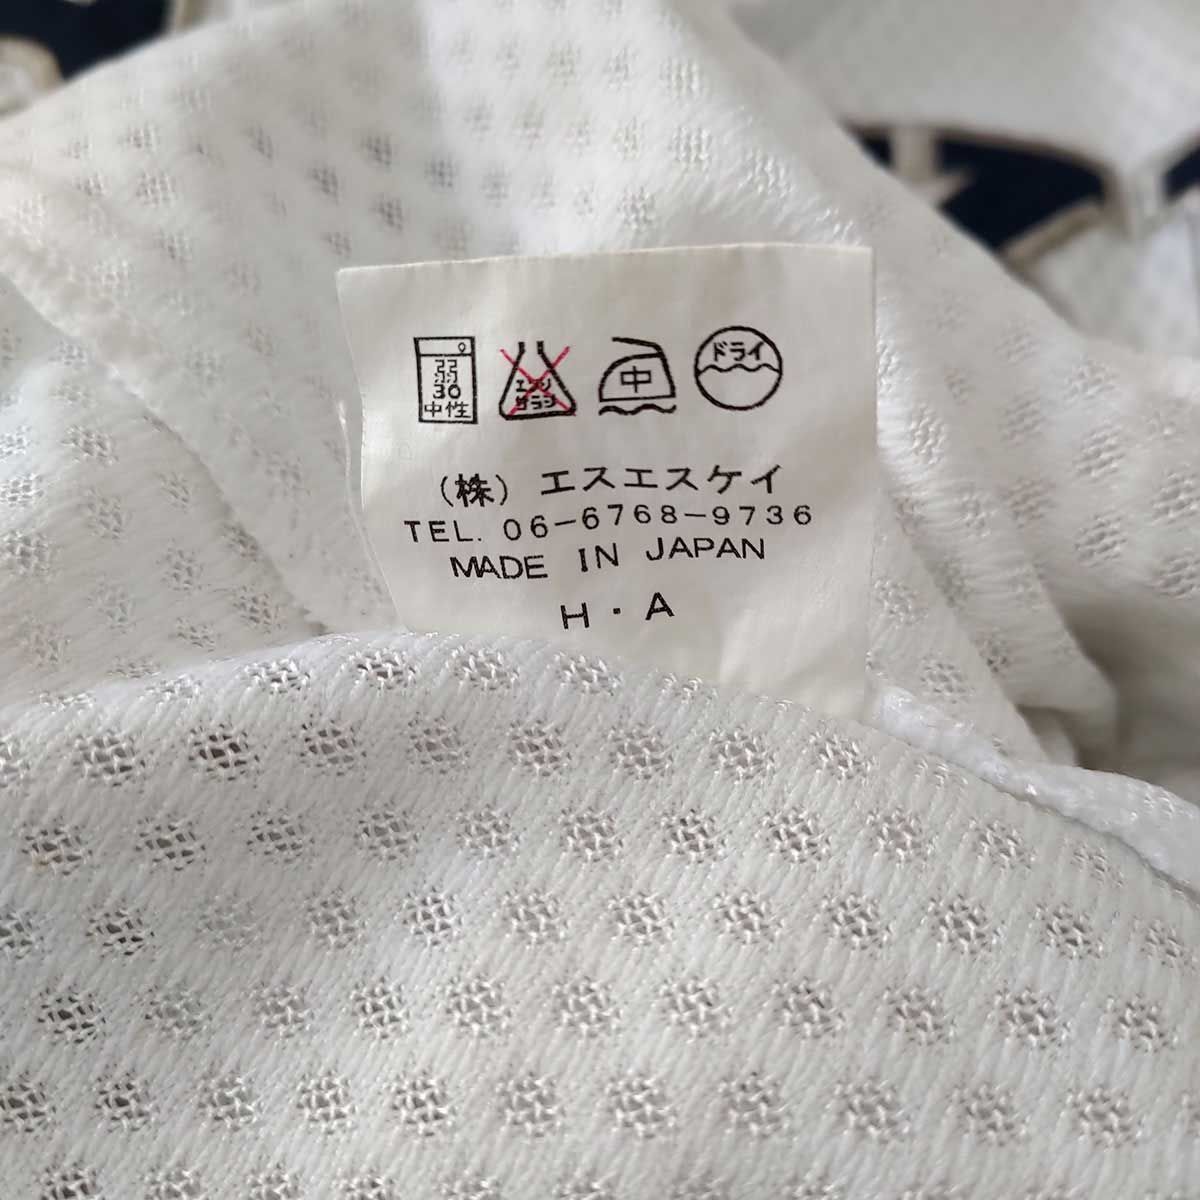 弱
30
中性
エンソ
サラシ
中
ドライ
(株) エスエスケイ
TEL. 06-6768-9736
MADE IN JAPAN
H・A